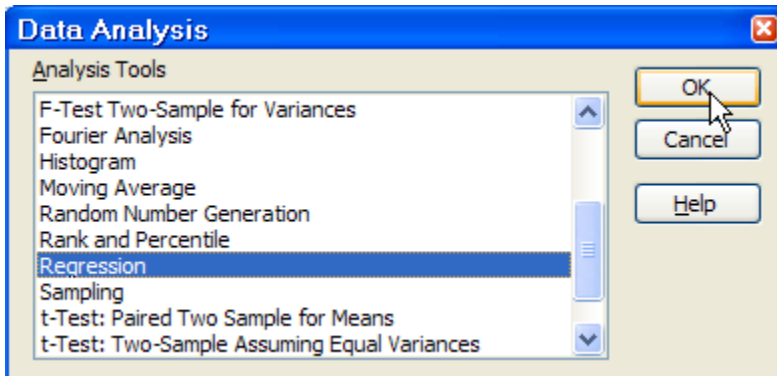 Data Analysis
Analysis Tools
F-Test Two-Sample for Variances
Fourier Analysis
Histogram
Moving Average
Random Number Generation
Rank and Percentile
Regression
Sampling
t-Test: Paired Two Sample for Means
t-Test: Two-Sample Assuming Equal Variances
OK
Cancel
Help